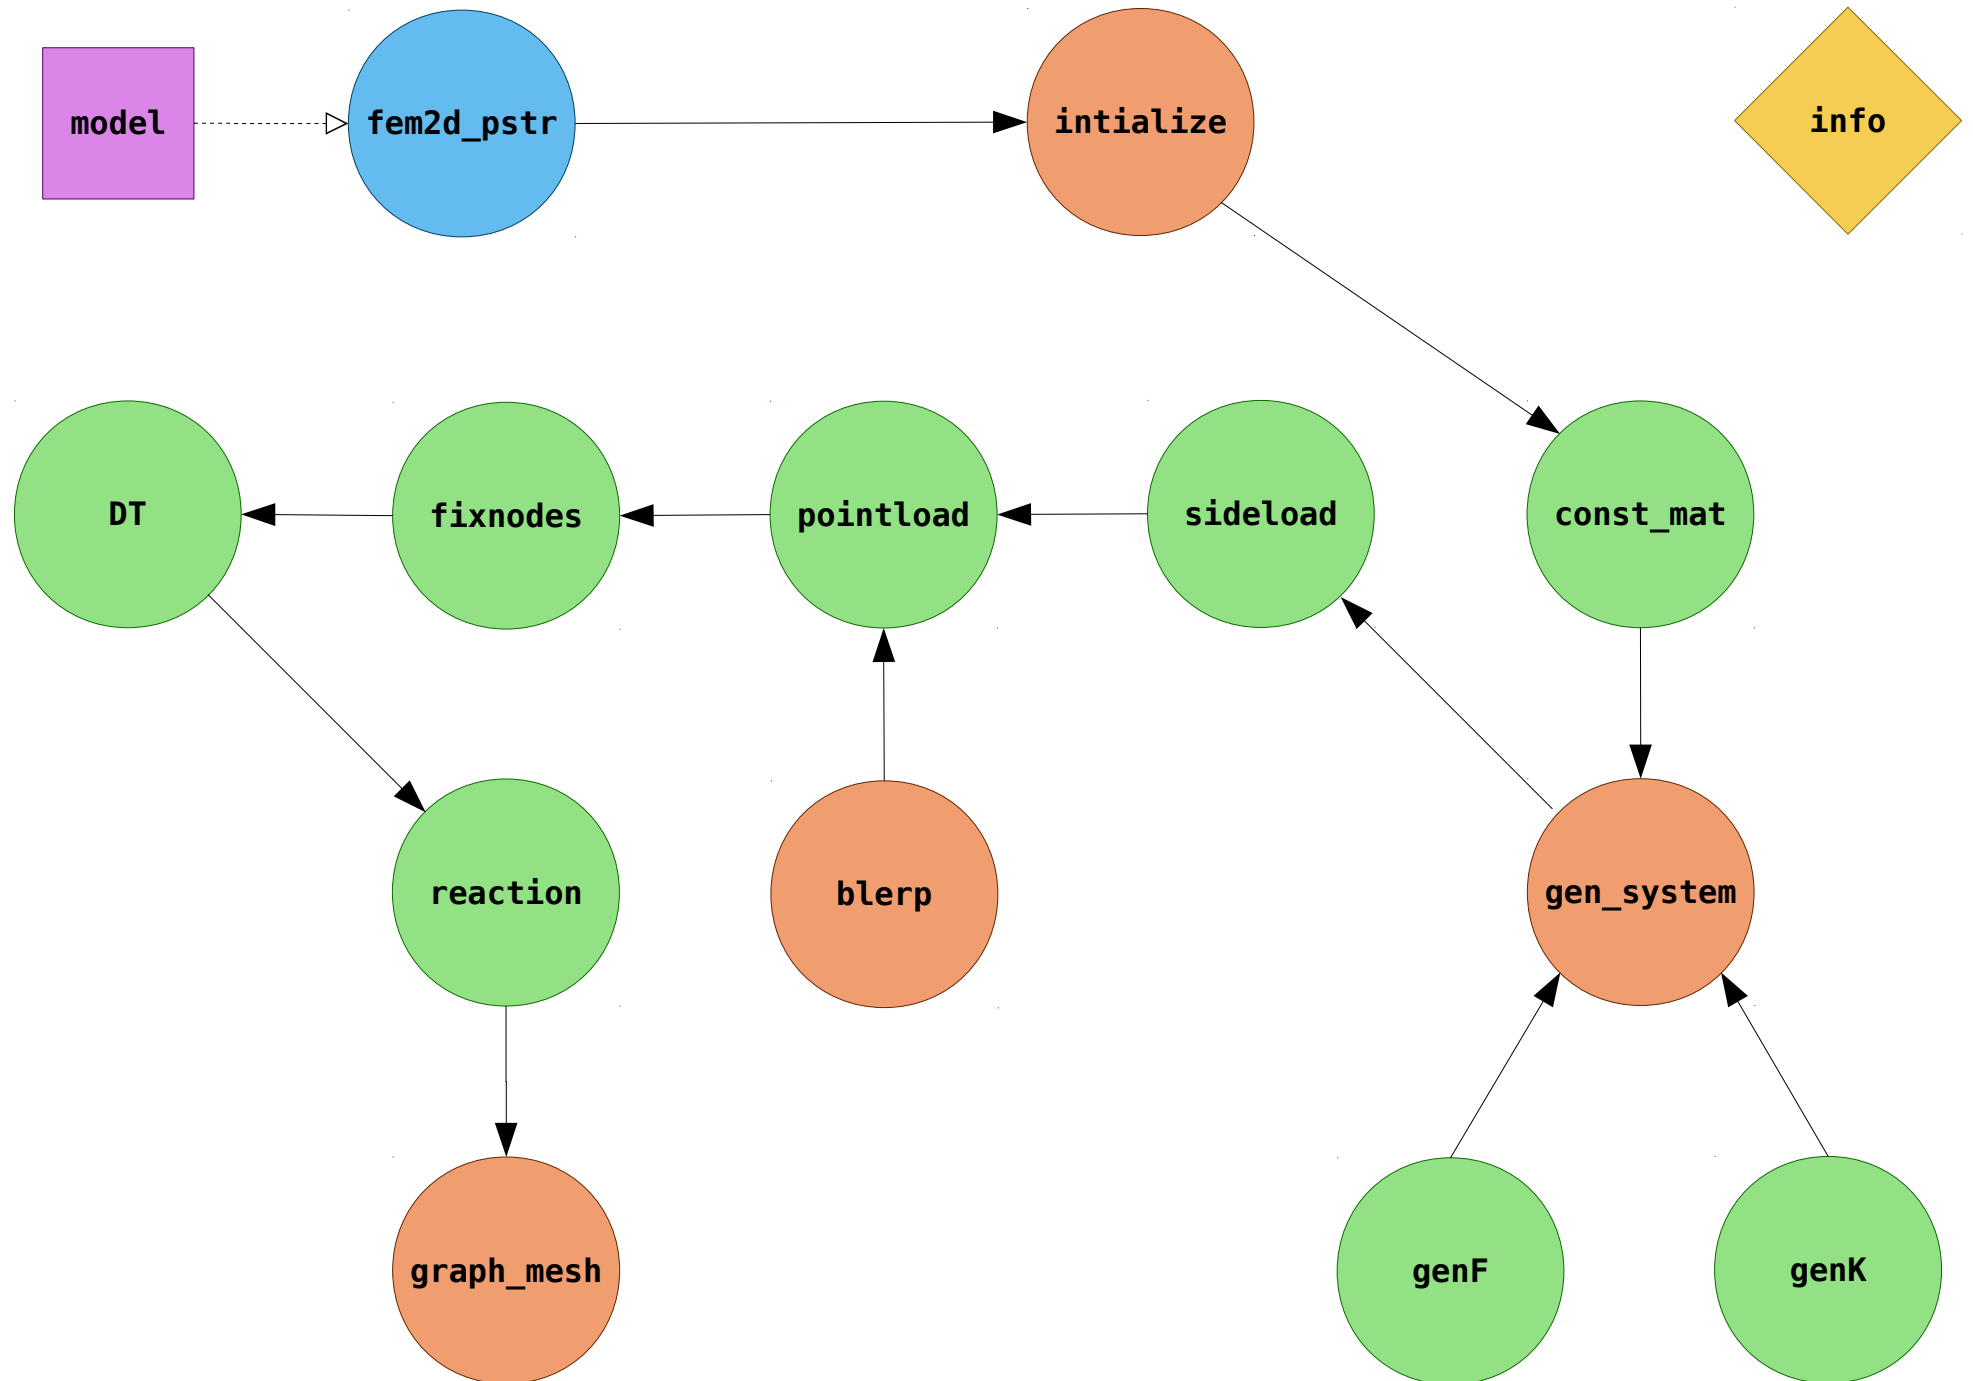 model
fem2d_pstr
intialize
info
DT
fixnodes
pointload
sideload
const_mat
reaction
blerp
gen_system
graph_mesh
genF
genK